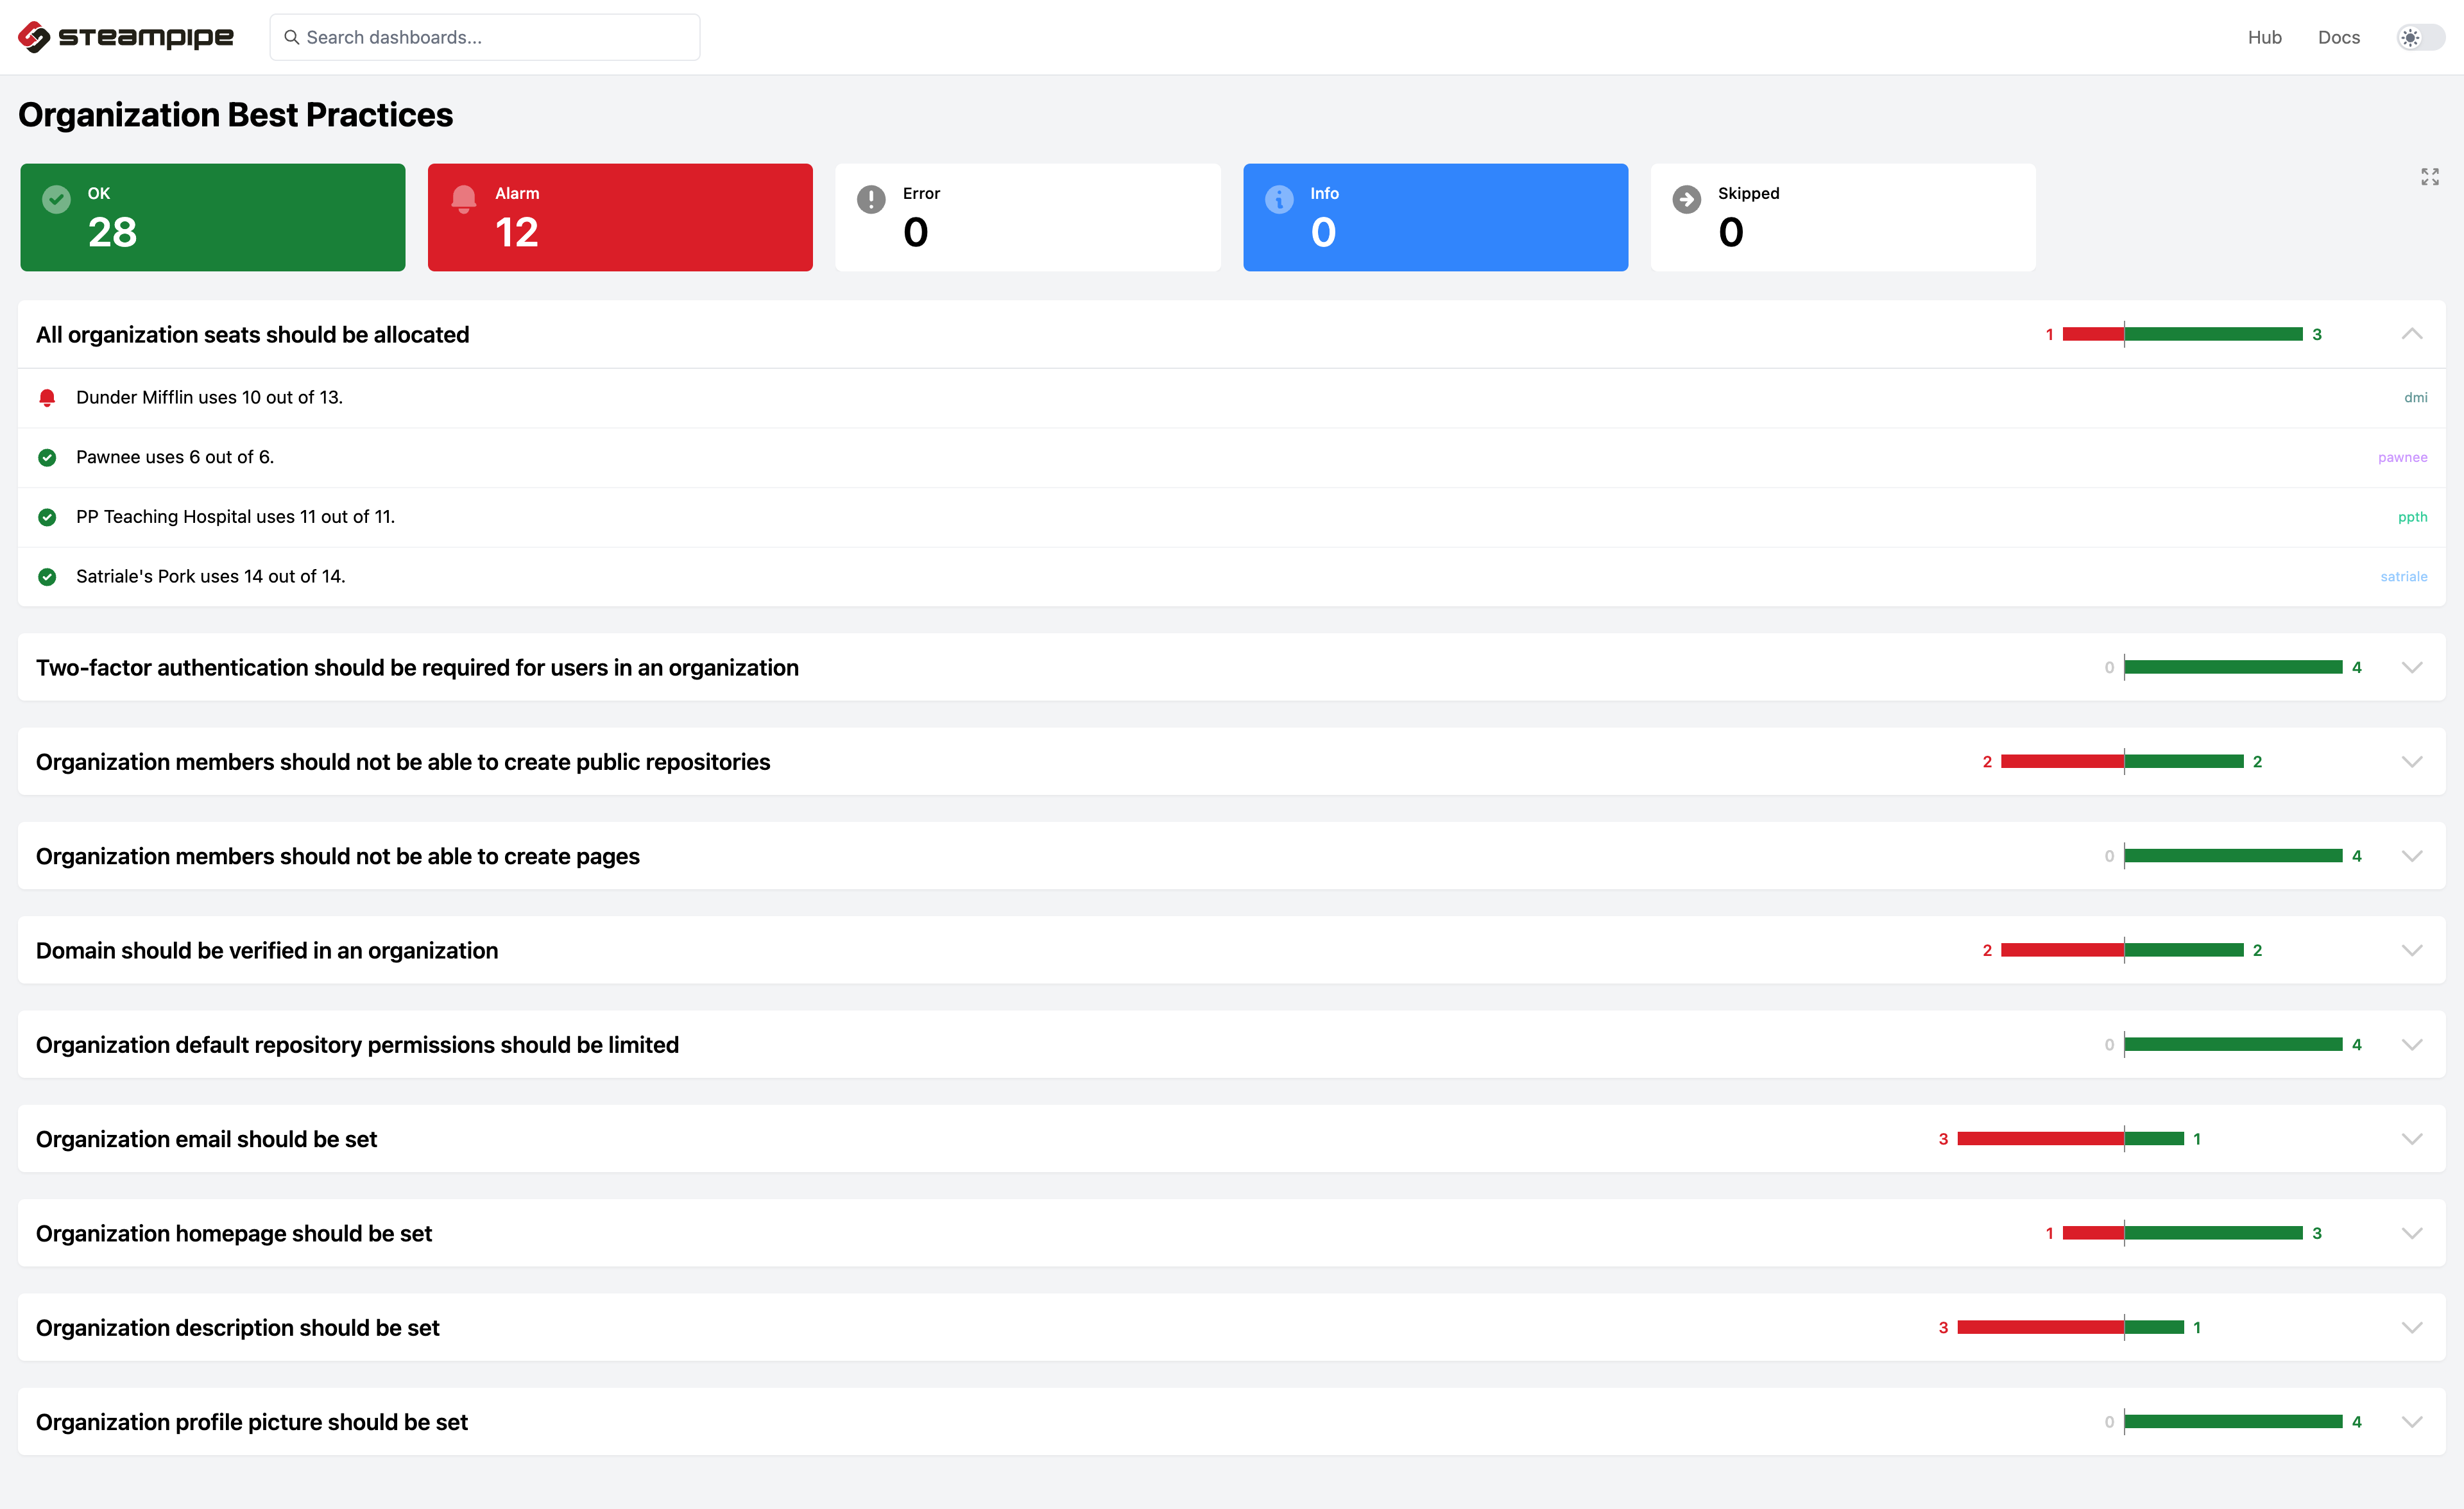 steampipe
Search dashboards...
Hub
Docs
Organization Best Practices
OK
28
Alarm
12
Error
0
Info
0
Skipped
0
All organization seats should be allocated
1
3
Dunder Mifflin uses 10 out of 13.
dmi
Pawnee uses 6 out of 6.
pawnee
PP Teaching Hospital uses 11 out of 11.
ppth
Satriale's Pork uses 14 out of 14.
satriale
Two-factor authentication should be required for users in an organization
0
4
Organization members should not be able to create public repositories
2
2
Organization members should not be able to create pages
0
4
Domain should be verified in an organization
2
2
Organization default repository permissions should be limited
0
4
Organization email should be set
3
1
Organization homepage should be set
1
3
Organization description should be set
3
1
Organization profile picture should be set
0
4